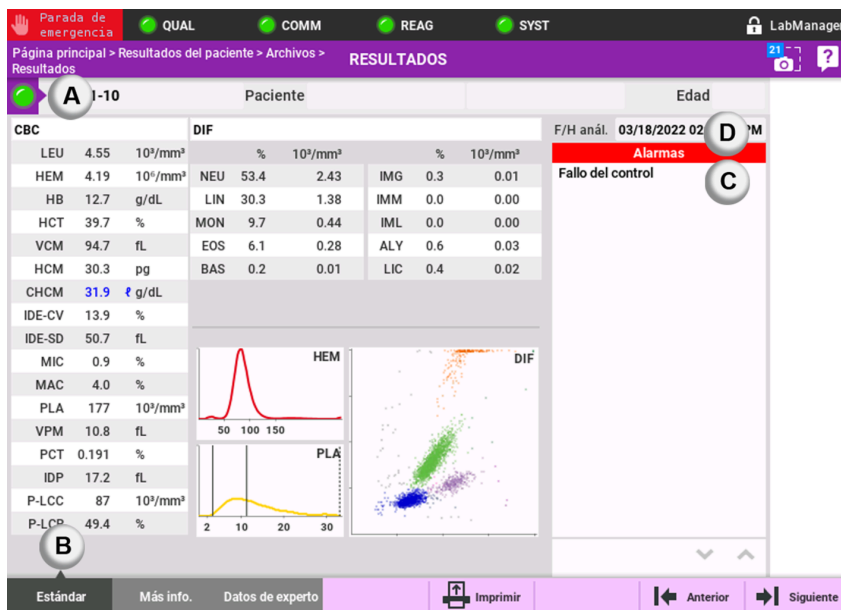 Parada de emergencia QUAL COMM REAG SYST LabManager
Página principal > Resultados del paciente > Archivos > Resultados
RESULTADOS
21
?
A 1-10 Paciente Edad
CBC DIF F/H anál. 03/18/2022 02 D PM
% 10³/mm³ % 10³/mm³
Alarmas
Fallo del control
C
LEU 4.55 10³/mm³
HEM 4.19 10⁶/mm³ NEU 53.4 2.43 IMG 0.3 0.01
HB 12.7 g/dL LIN 30.3 1.38 IMM 0.0 0.00
HCT 39.7 % MON 9.7 0.44 IML 0.0 0.00
VCM 94.7 fL EOS 6.1 0.28 ALY 0.6 0.03
HCM 30.3 pg BAS 0.2 0.01 LIC 0.4 0.02
CHCM 31.9 ℓ g/dL
IDE-CV 13.9 %
IDE-SD 50.7 fL
MIC 0.9 %
MAC 4.0 %
PLA 177 10³/mm³
VPM 10.8 fL
PCT 0.191 %
IDP 17.2 fL
P-LCC 87 10³/mm³
P-LCR 49.4 %
HEM
50 100 150
PLA
2 10 20 30
DIF
B
Estándar Más info. Datos de experto Imprimir Anterior Siguiente